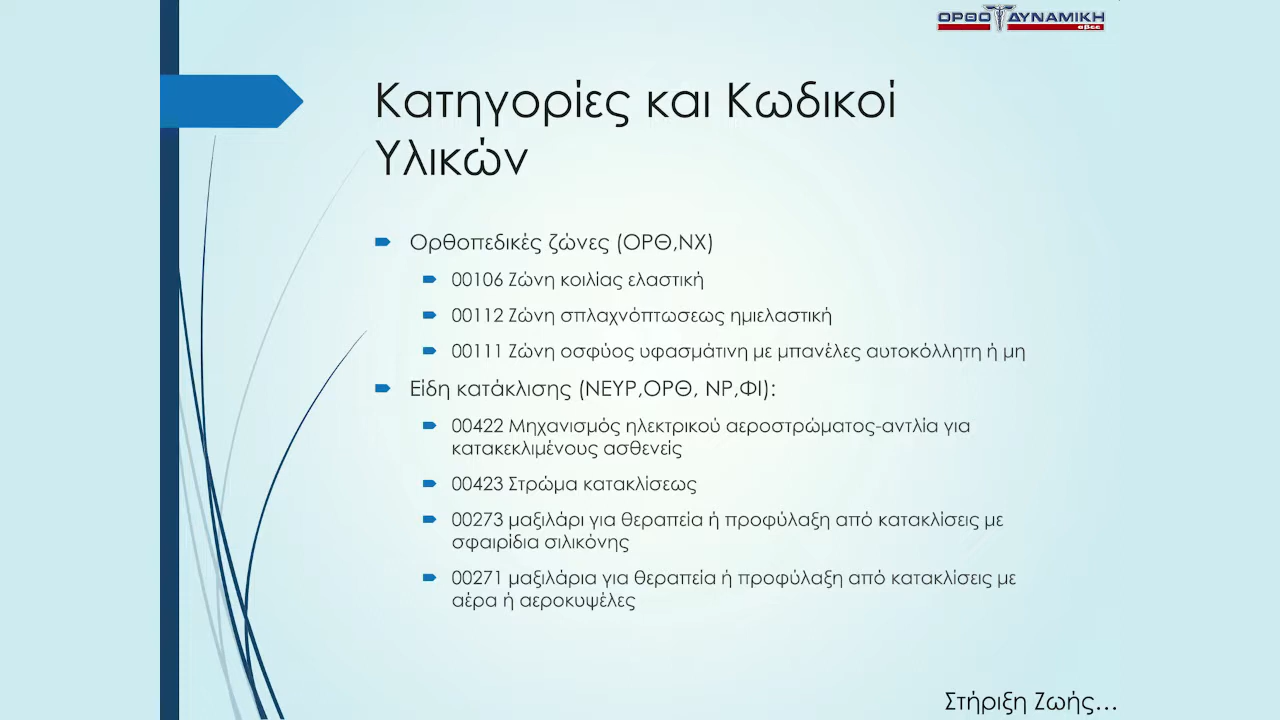 ΟΡΘΟ ΔΥΝΑΜΙΚΗ
αβεε
Κατηγορίες και Κωδικοί
Υλικών
Ορθοπεδικές ζώνες (ΟΡΘ,ΝΧ)
00106 Ζώνη κοιλίας ελαστική
00112 Ζώνη σπλαχνόπτωσεως ημιελαστική
00111 Ζώνη οσφύος υφασμάτινη με μπανέλες αυτοκόλλητη ή μη
Είδη κατάκλισης (ΝΕΥΡ,ΟΡΘ, ΝΡ,ΦΙ):
00422 Μηχανισμός ηλεκτρικού αεροστρώματος-αντλία για
κατακεκλιμένους ασθενείς
00423 Στρώμα κατακλίσεως
00273 μαξιλάρι για θεραπεία ή προφύλαξη από κατακλίσεις με
σφαιρίδια σιλικόνης
00271 μαξιλάρια για θεραπεία ή προφύλαξη από κατακλίσεις με
αέρα ή αεροκυψέλες
Στήριξη Ζωής...